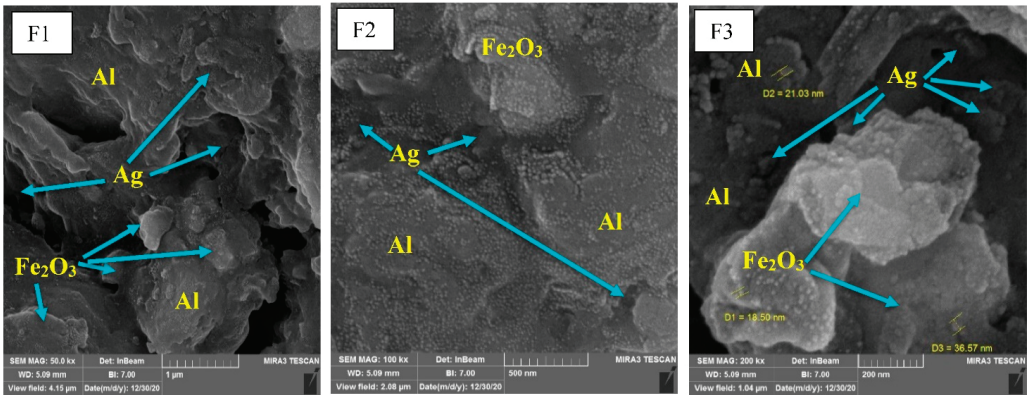 F1
Al
Ag
Fe2O3
Al
SEM MAG: 50.0 kx
Det: InBeam
MIRA3 TESCAN
WD: 5.09 mm
BI: 7.00
1 µm
View field: 4.15 µm
Date(m/d/y): 12/30/20
F2
Fe2O3
Ag
Al
Al
SEM MAG: 100 kx
Det: InBeam
MIRA3 TESCAN
WD: 5.09 mm
BI: 7.00
500 nm
View field: 2.08 µm
Date(m/d/y): 12/30/20
F3
Al
Ag
D2 = 21.03 nm
Al
Fe2O3
D1 = 18.50 nm
D3 = 36.57 nm
SEM MAG: 200 kx
Det: InBeam
MIRA3 TESCAN
WD: 5.09 mm
BI: 7.00
200 nm
View field: 1.04 µm
Date(m/d/y): 12/30/20